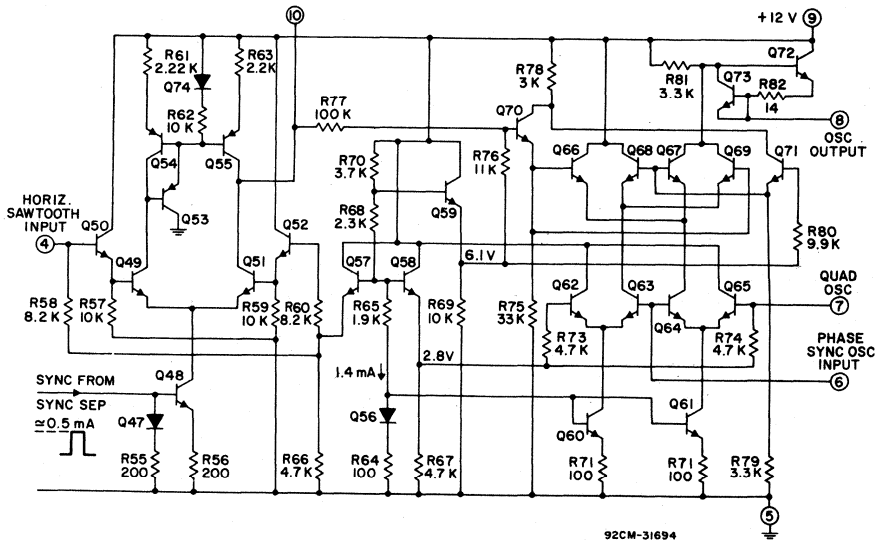 10
+12 V 9
R61
2.22 K
Q74
R63
2.2K
R62
10 K
Q54
Q55
Q53
R77
100 K
R78
3 K
Q70
R81
3.3 K
Q72
Q73
R82
14
8
OSC
OUTPUT
HORIZ.
SAWTOOTH
INPUT
4
Q50
Q49
Q52
Q51
R70
3.7 K
R68
2.3 K
Q59
R76
11 K
Q66
Q68
Q67
Q69
Q71
R80
9.9 K
R58
8.2 K
R57
10K
R59
10 K
R60
8.2 K
Q57
Q58
6.1 V
R65
1.9 K
R69
10 K
R75
33 K
Q62
Q63
Q64
Q65
R73
4.7 K
R74
4.7 K
QUAD
OSC
7
PHASE
SYNC OSC
INPUT
6
2.8V
1.4 mA
SYNC FROM
SYNC SEP
≃0.5 mA
Q48
Q47
R55
200
R56
200
R66
4.7 K
Q56
R64
100
R67
4.7 K
Q60
Q61
R71
100
R71
100
R79
3.3 K
5
92CM-31694